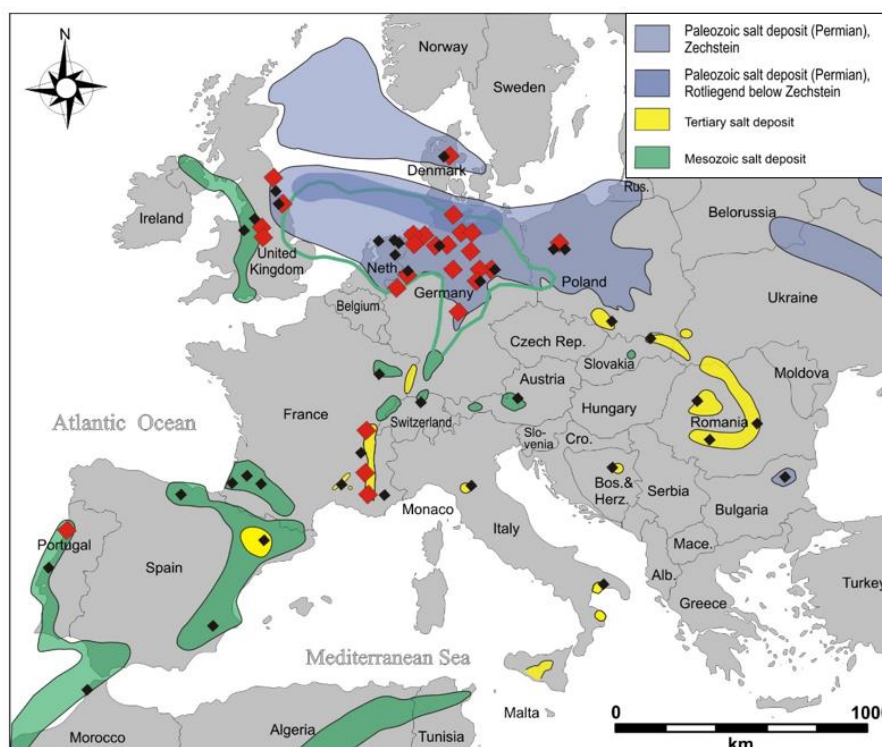 N
Norway
Sweden
Paleozoic salt deposit (Permian),
Zechstein
Paleozoic salt deposit (Permian),
Rotliegend below Zechstein
Tertiary salt deposit
Mesozoic salt deposit
Denmark
Rus.
Belorussia
Ireland
United
Kingdom
Neth
Poland
Germany
Belgium
Ukraine
Czech Rep.
Slovakia
Moldova
Austria
France
Hungary
Atlantic Ocean
Switzerland
Romania
Slo-
venia
Cro.
Bos.&
Herz.
Serbia
Bulgaria
Monaco
Italy
Portugal
Spain
Mace.
Alb.
Turkey
Greece
Mediterranean Sea
Malta
Morocco
Algeria
Tunisia
0
1000
km